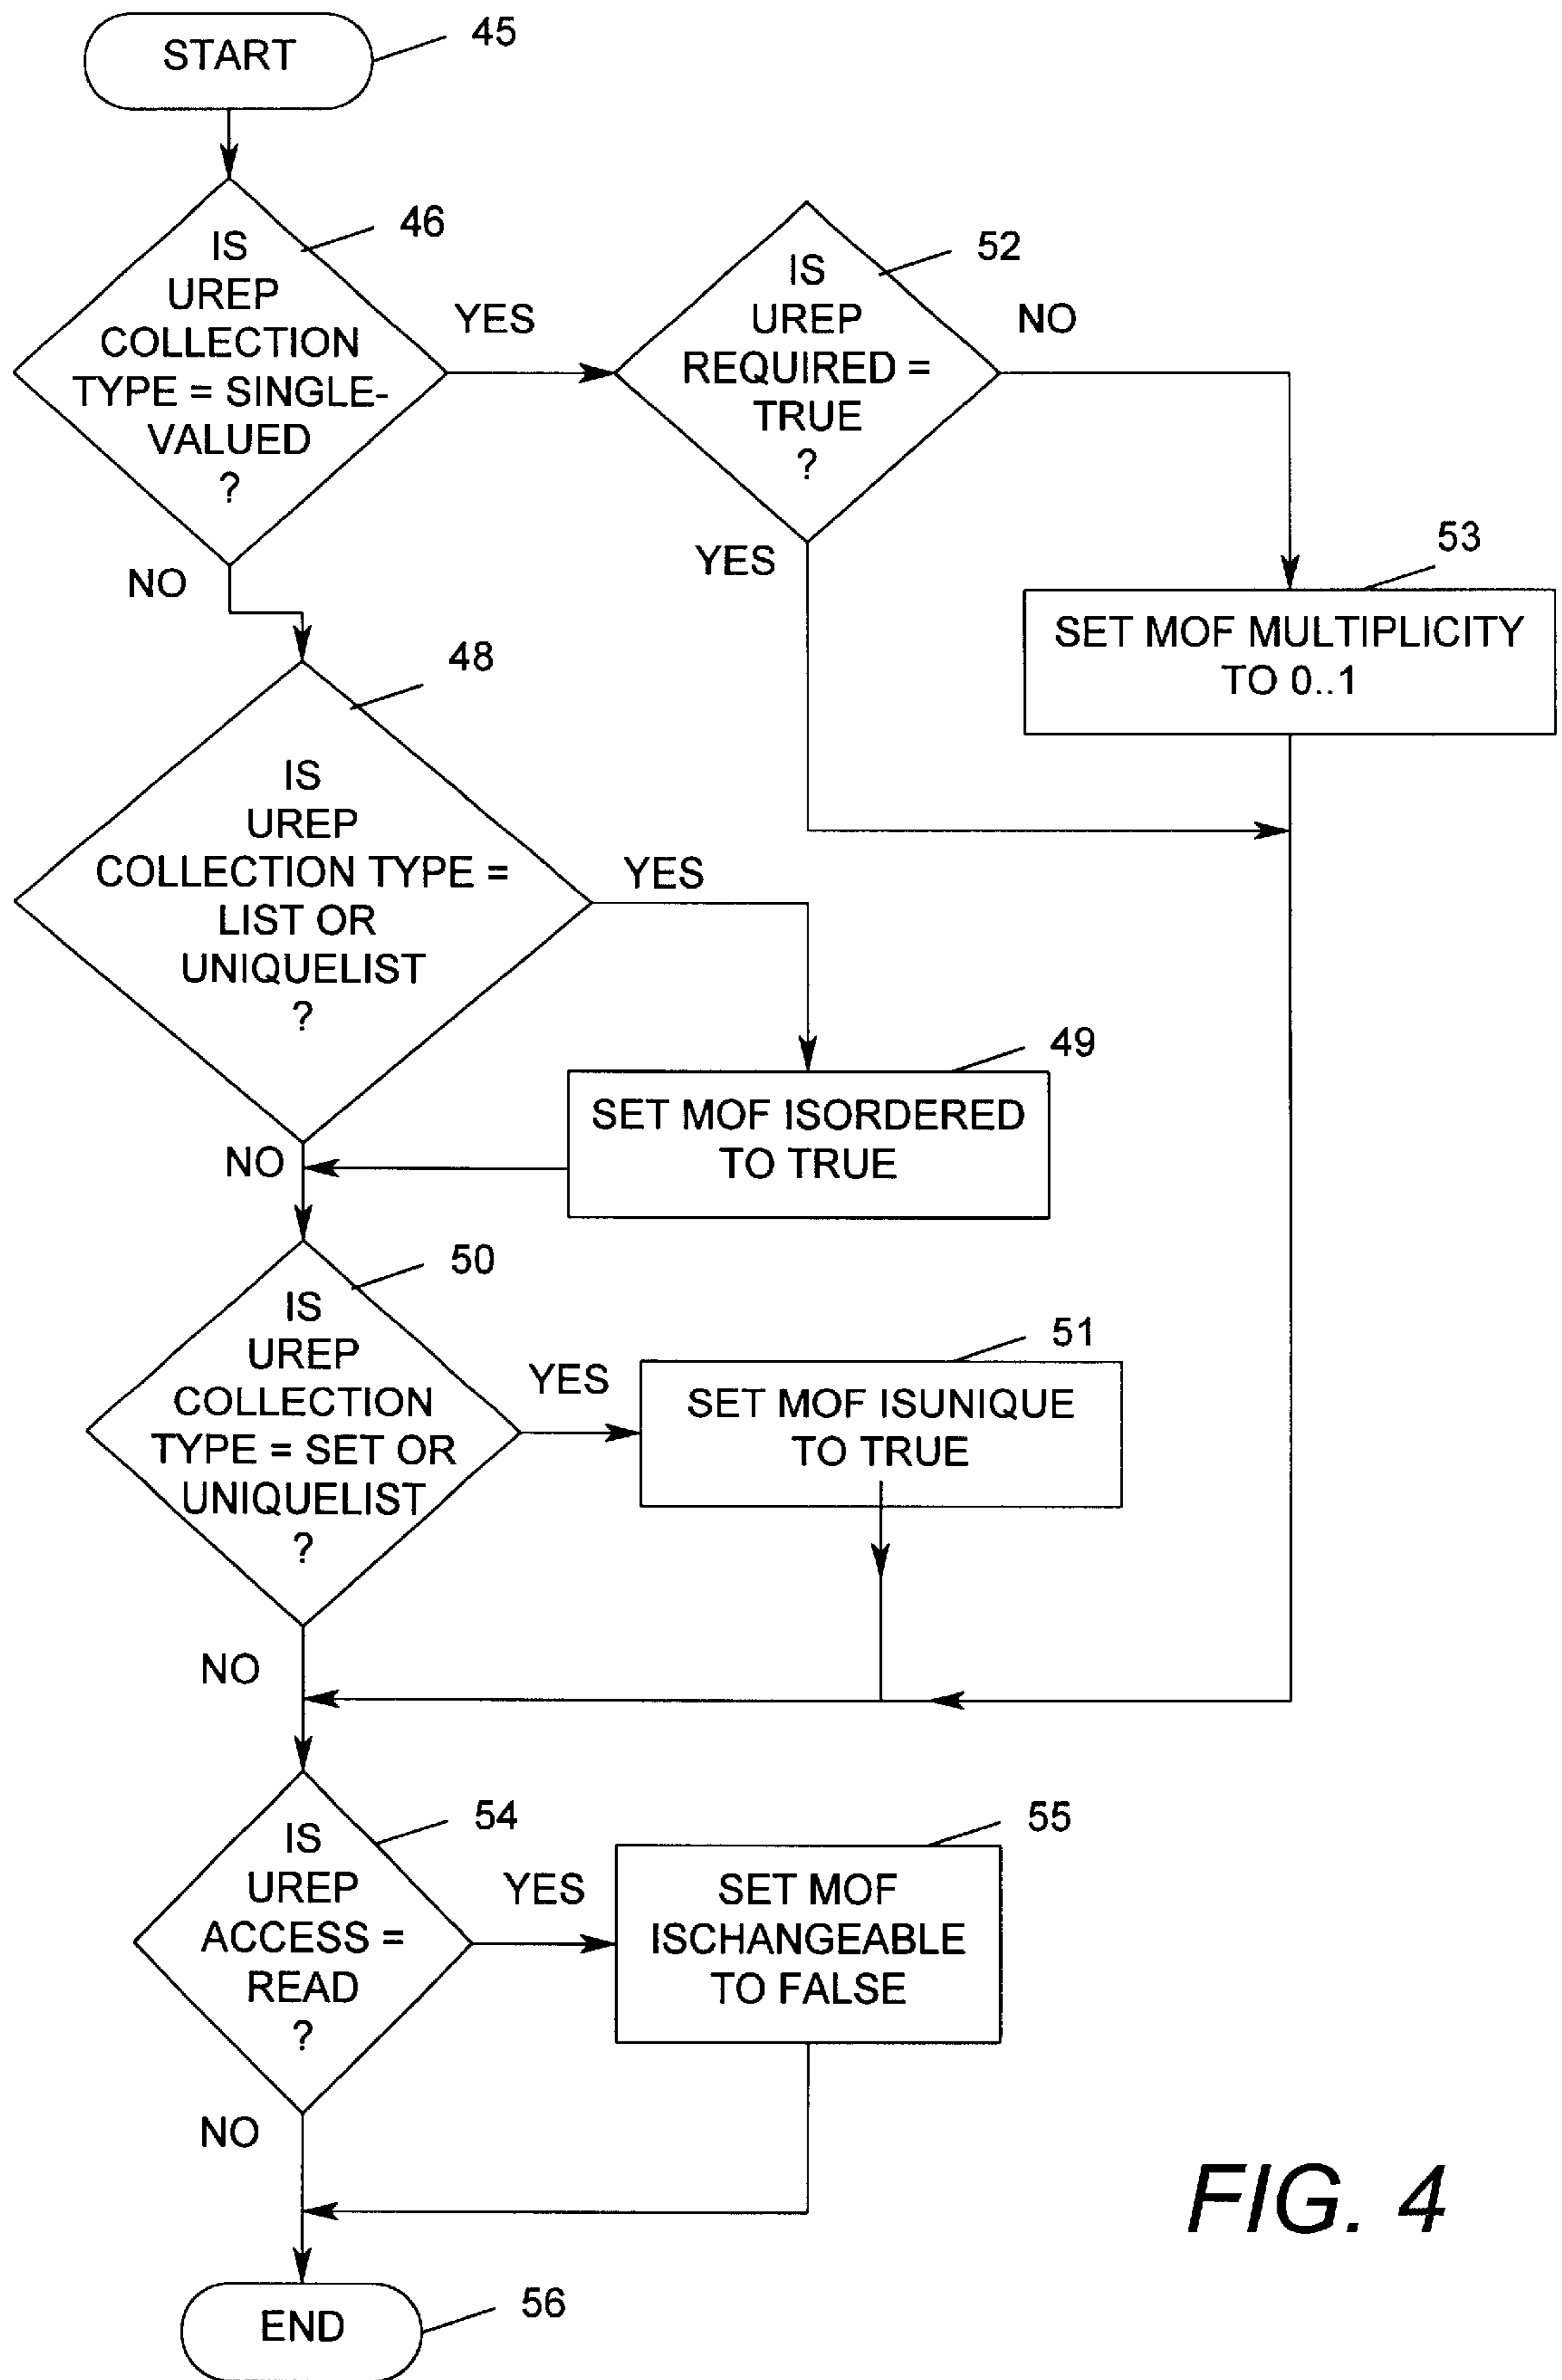 START
45
IS
UREP
COLLECTION
TYPE = SINGLE-
VALUED
?
46
YES
NO
IS
UREP
REQUIRED =
TRUE
?
52
NO
YES
53
SET MOF MULTIPLICITY
TO 0..1
48
IS
UREP
COLLECTION TYPE =
LIST OR
UNIQUELIST
?
YES
NO
49
SET MOF ISORDERED
TO TRUE
50
IS
UREP
COLLECTION
TYPE = SET OR
UNIQUELIST
?
YES
NO
51
SET MOF ISUNIQUE
TO TRUE
54
IS
UREP
ACCESS =
READ
?
YES
NO
55
SET MOF
ISCHANGEABLE
TO FALSE
END
56
FIG. 4